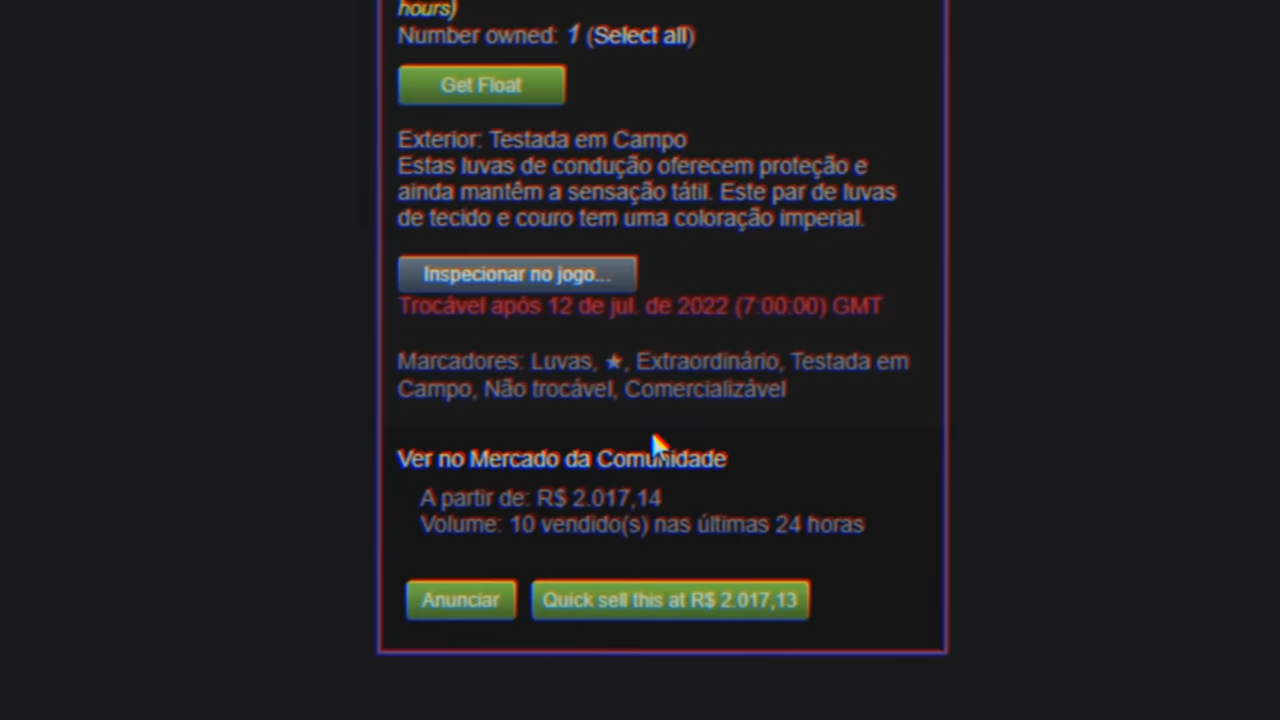 hours)
Number owned: 1 (Select all)
Get Float
Exterior: Testada em Campo
Estas luvas de condução oferecem proteção e
ainda mantêm a sensação tátil. Este par de luvas
de tecido e couro tem uma coloração imperial.
Inspecionar no jogo...
Trocável após 12 de jul. de 2022 (7:00:00) GMT
Marcadores: Luvas, ★, Extraordinário, Testada em
Campo, Não trocável, Comercializável
Ver no Mercado da Comunidade
A partir de: R$ 2.017,14
Volume: 10 vendido(s) nas últimas 24 horas
Anunciar
Quick sell this at R$ 2.017,13